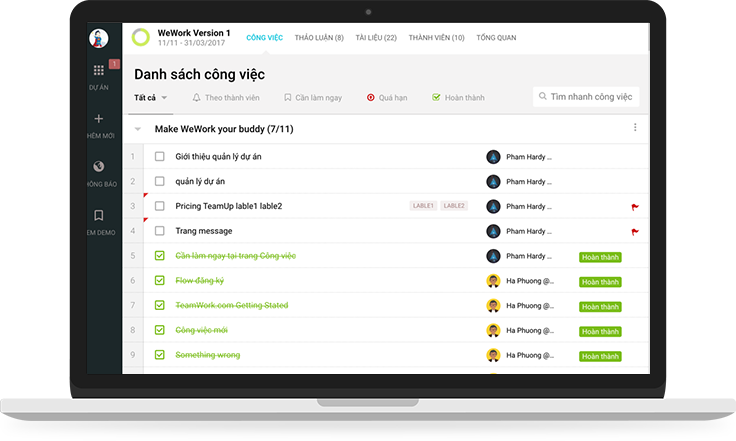 WeWork Version 1
11/11 - 31/03/2017
CÔNG VIỆC THẢO LUẬN (8) TÀI LIỆU (22) THÀNH VIÊN (10) TỔNG QUAN
1
DỰ ÁN
HÊM MỚI
HÔNG BÁO
EM DEMO
Danh sách công việc
Tất cả Theo thành viên Cần làm ngay Quá hạn Hoàn thành Tìm nhanh công việc
Make WeWork your buddy (7/11)
1 Giới thiệu quản lý dự án Pham Hardy ...
2 quản lý dự án Pham Hardy ...
3 Pricing TeamUp lable1 lable2 LABLE1 LABLE2 Pham Hardy ...
4 Trang message Pham Hardy ...
5 Cần làm ngay tại trang Công việc Pham Hardy ... Hoàn thành
6 Flow đăng ký Ha Phuong @... Hoàn thành
7 TeamWork.com Getting Stated Ha Phuong @... Hoàn thành
8 Công việc mới Ha Phuong @... Hoàn thành
9 Something wrong Ha Phuong @... Hoàn thành